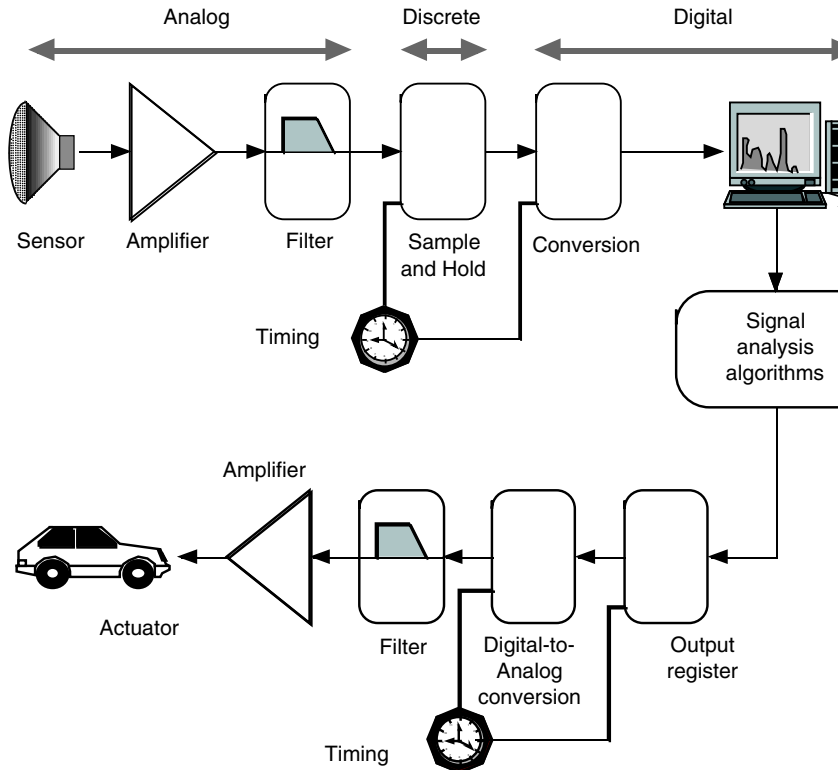 Analog
Discrete
Digital
Sensor
Amplifier
Filter
Sample
and Hold
Conversion
Timing
Signal
analysis
algorithms
Amplifier
Actuator
Filter
Digital-to-
Analog
conversion
Output
register
Timing